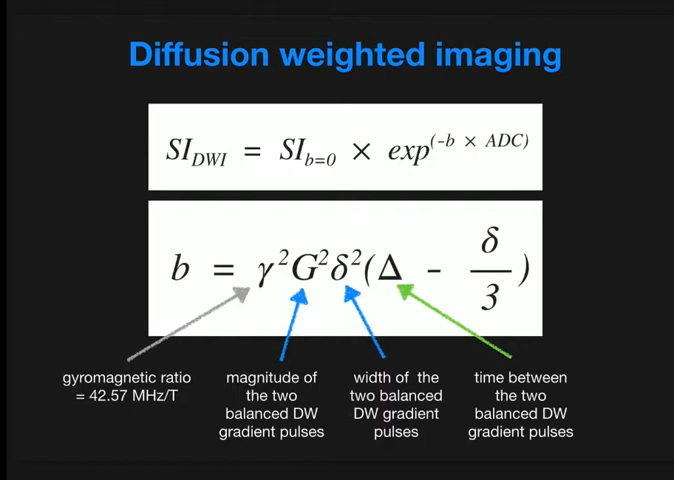 Diffusion weighted imaging
SI_DWI = SI_b=0 × exp^(-b × ADC)
b = γ²G²δ²(Δ - δ/3)
gyromagnetic ratio
= 42.57 MHz/T
magnitude of
the two
balanced DW
gradient pulses
width of the
two balanced
DW gradient
pulses
time between
the two
balanced DW
gradient pulses